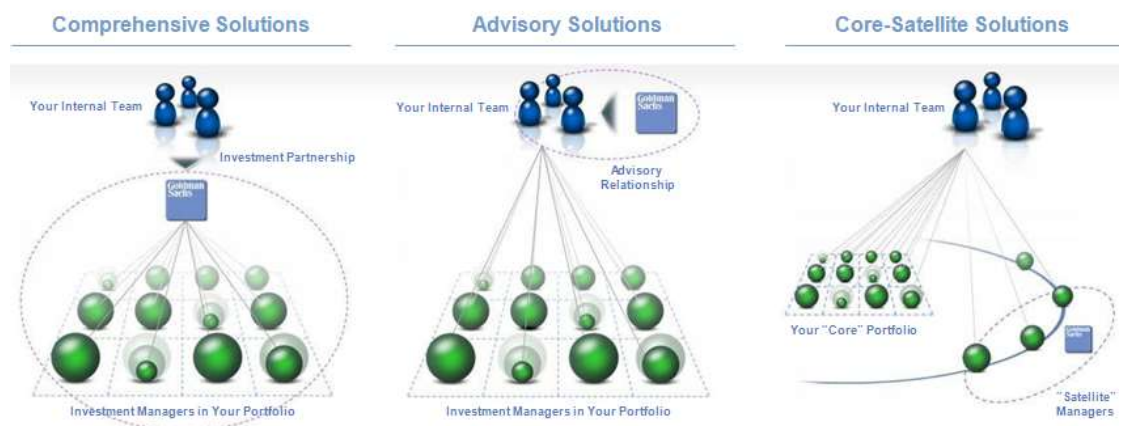 Comprehensive Solutions
Your Internal Team
Investment Partnership
Goldman
Sachs
Investment Managers in Your Portfolio
Advisory Solutions
Your Internal Team
Goldman
Sachs
Advisory
Relationship
Investment Managers in Your Portfolio
Core-Satellite Solutions
Your Internal Team
Your "Core" Portfolio
Goldman
Sachs
"Satellite"
Managers